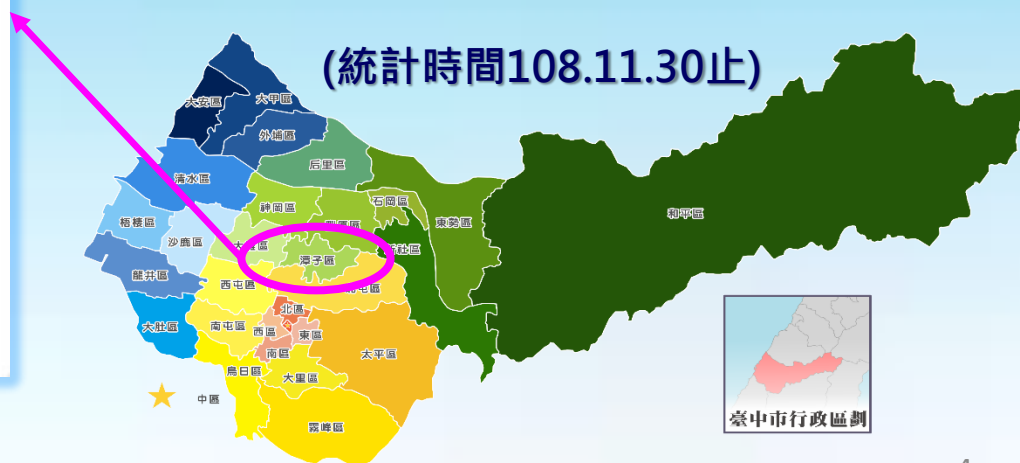 (統計時間108.11.30止)
大安區
大甲區
外埔區
后里區
清水區
神岡區
石岡區
梧棲區
沙鹿區
東勢區
和平區
潭子區
龍井區
西屯區
大肚區
南屯區
西區
北區
東區
南區
太平區
烏日區
大里區
中區
霧峰區
臺中市行政區劃